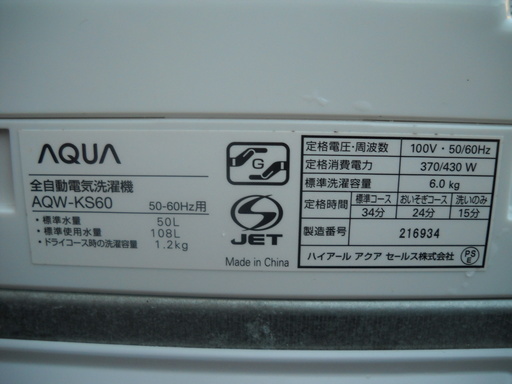 AQUA
全自動電気洗濯機
AQW-KS60 50-60Hz用
・標準水量 50L
・標準使用水量 108L
・ドライコース時の洗濯容量 1.2kg
G
S
JET
Made in China
定格電圧・周波数 100V・50/60Hz
定格消費電力 370/430 W
標準洗濯容量 6.0 kg
定格時間 標準コース おいそぎコース 洗いのみ
34分 24分 15分
製造番号 216934
ハイアール アクア セールス株式会社 PSE